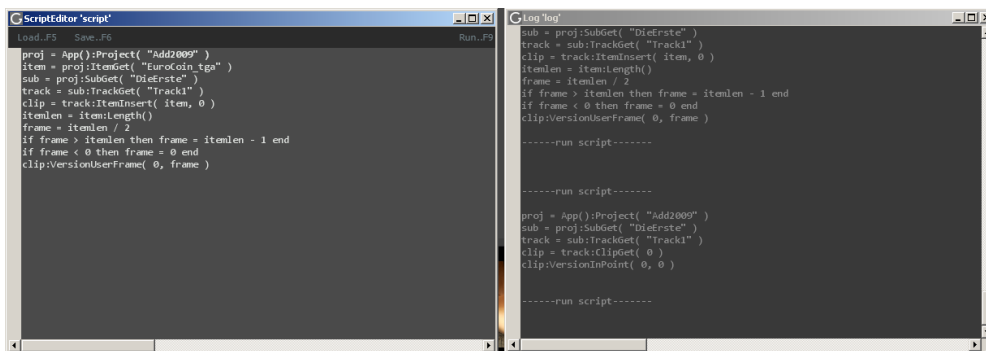 ScriptEditor 'script'
Load..F5 Save..F6 Run..F9
proj = App():Project( "Add2009" )
item = proj:ItemGet( "EuroCoin_tga" )
sub = proj:SubGet( "DieErste" )
track = sub:TrackGet( "Track1" )
clip = track:ItemInsert( item, 0 )
itemlen = item:Length()
frame = itemlen / 2
if frame > itemlen then frame = itemlen - 1 end
if frame < 0 then frame = 0 end
clip:VersionUserFrame( 0, frame )
Log 'log'
sub = proj:SubGet( "DieErste" )
track = sub:TrackGet( "Track1" )
clip = track:ItemInsert( item, 0 )
itemlen = item:Length()
frame = itemlen / 2
if frame > itemlen then frame = itemlen - 1 end
if frame < 0 then frame = 0 end
clip:VersionUserFrame( 0, frame )
------run script-------
------run script-------
proj = App():Project( "Add2009" )
sub = proj:SubGet( "DieErste" )
track = sub:TrackGet( "Track1" )
clip = track:ClipGet( 0 )
clip:VersionInPoint( 0, 0 )
------run script-------